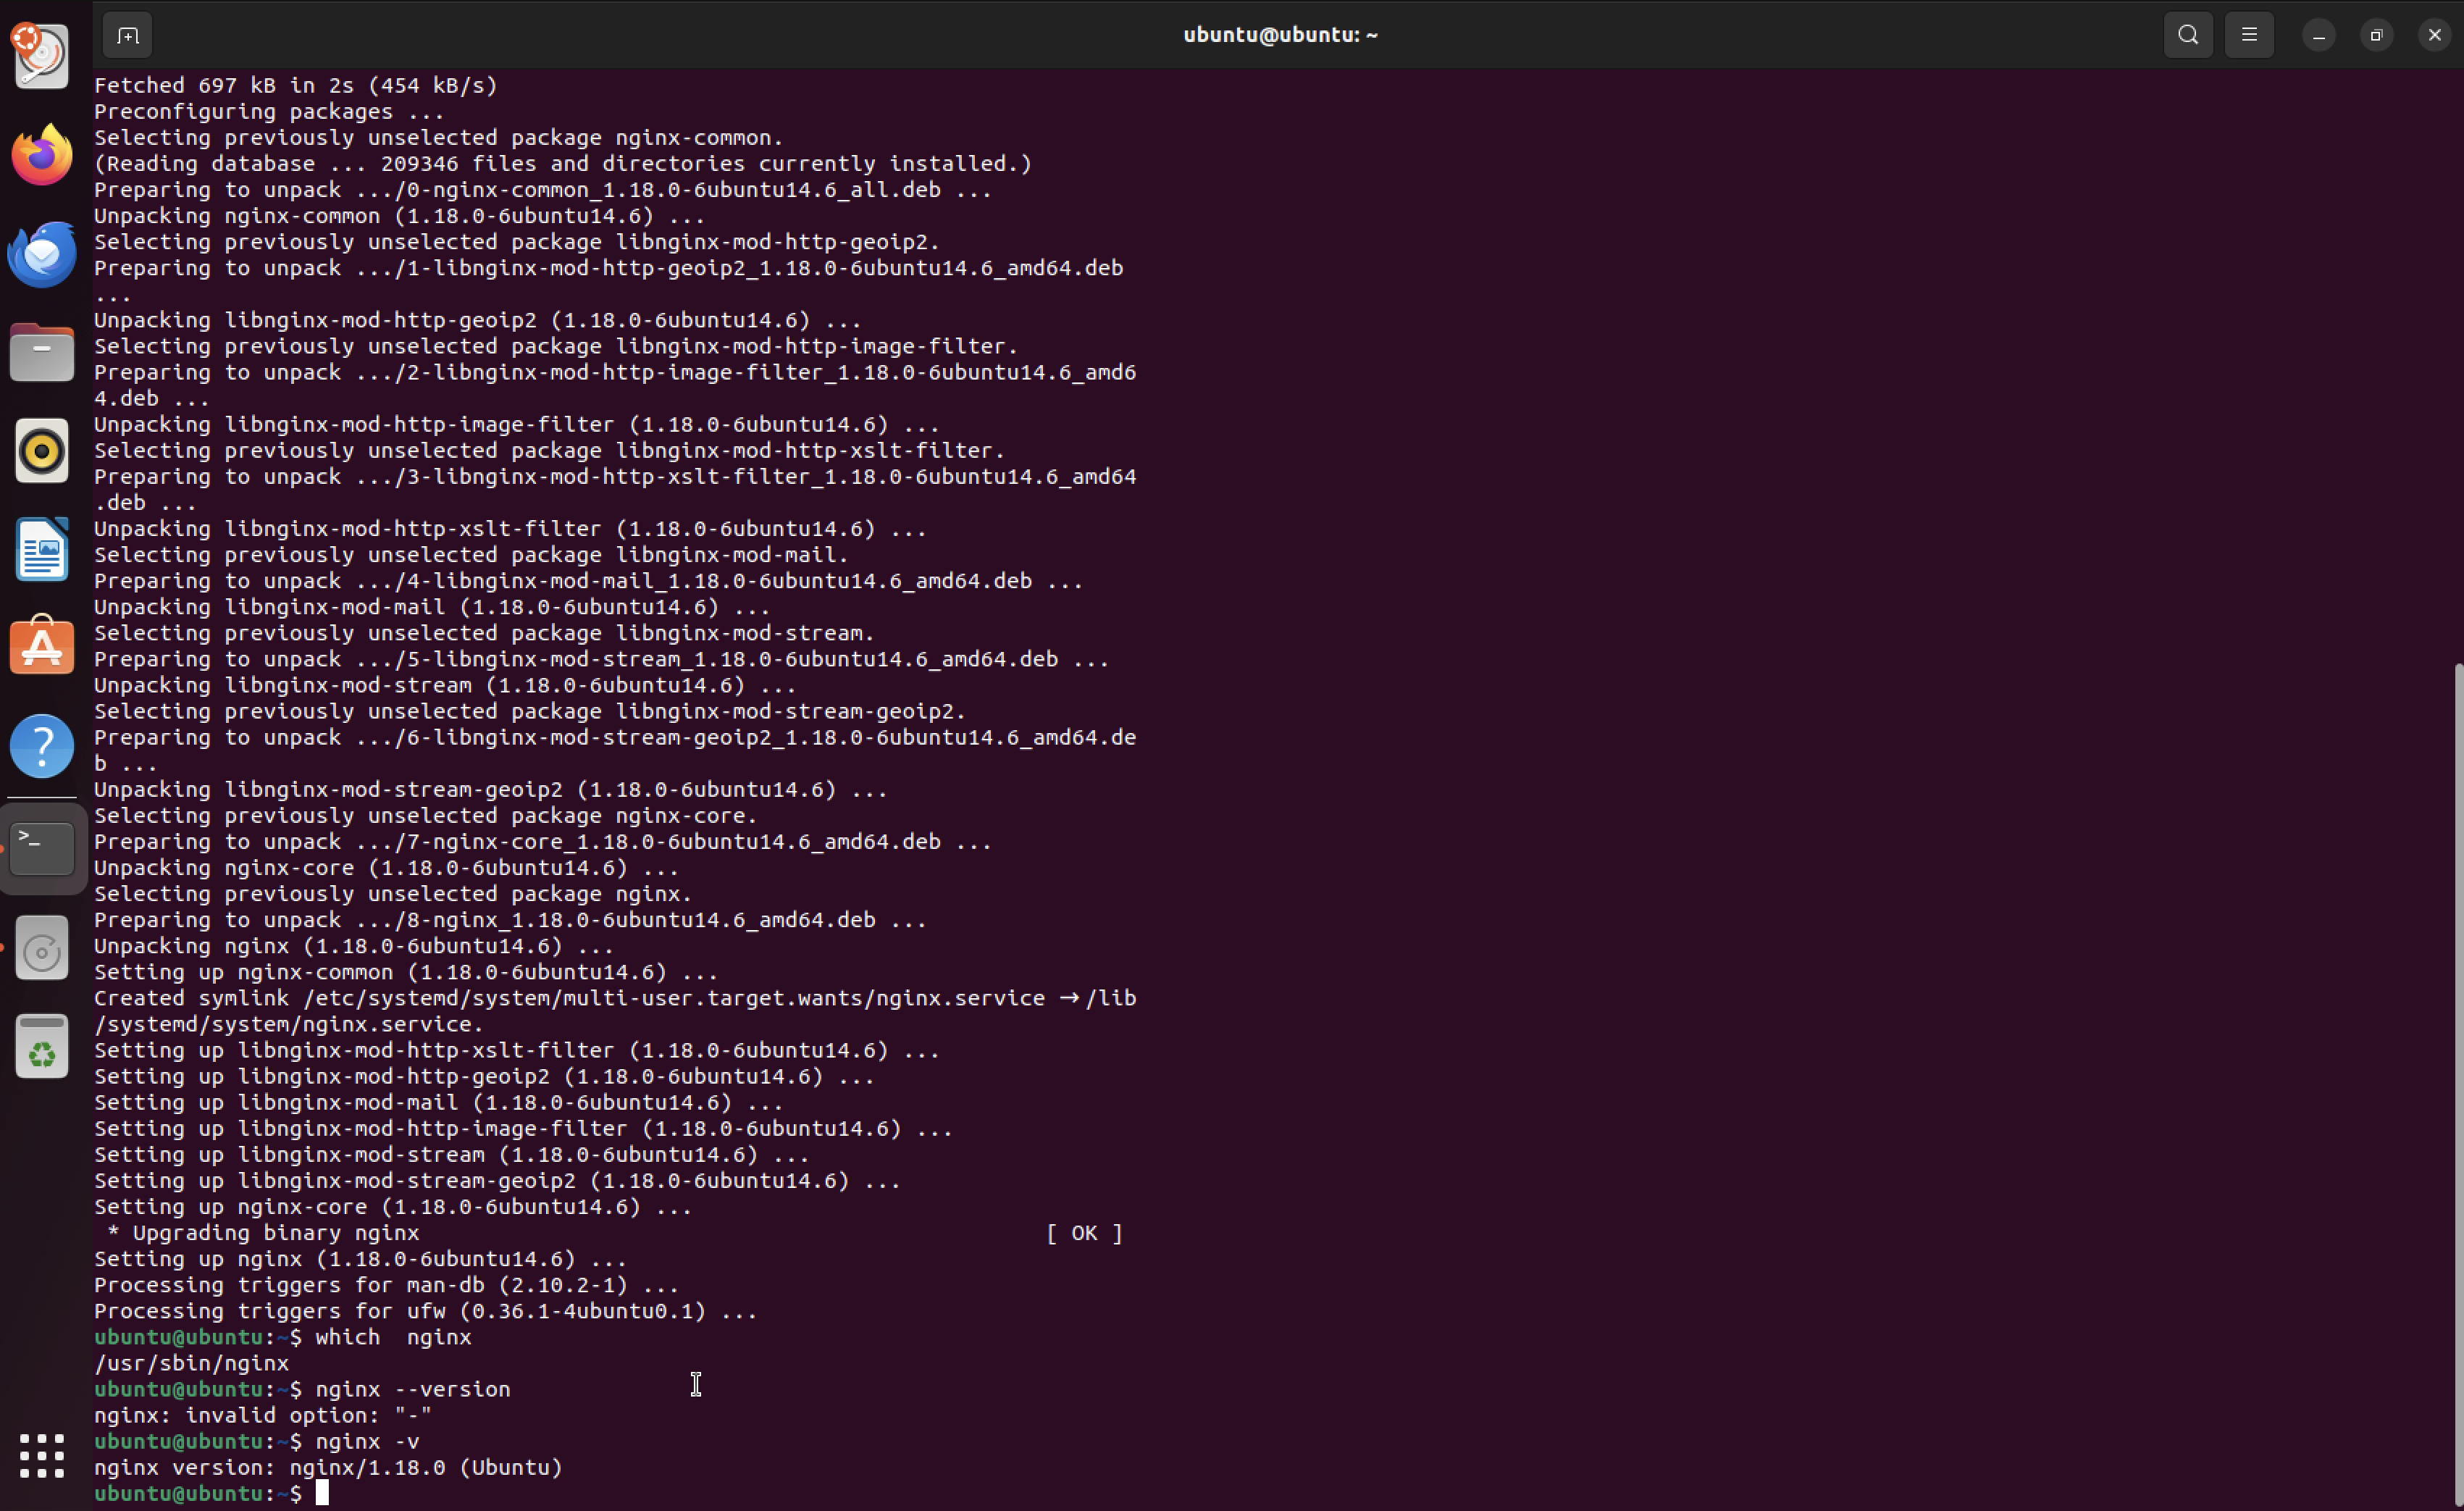 ubuntu@ubuntu: ~
Fetched 697 kB in 2s (454 kB/s)
Preconfiguring packages ...
Selecting previously unselected package nginx-common.
(Reading database ... 209346 files and directories currently installed.)
Preparing to unpack .../0-nginx-common_1.18.0-6ubuntu14.6_all.deb ...
Unpacking nginx-common (1.18.0-6ubuntu14.6) ...
Selecting previously unselected package libnginx-mod-http-geoip2.
Preparing to unpack .../1-libnginx-mod-http-geoip2_1.18.0-6ubuntu14.6_amd64.deb
...
Unpacking libnginx-mod-http-geoip2 (1.18.0-6ubuntu14.6) ...
Selecting previously unselected package libnginx-mod-http-image-filter.
Preparing to unpack .../2-libnginx-mod-http-image-filter_1.18.0-6ubuntu14.6_amd6
4.deb ...
Unpacking libnginx-mod-http-image-filter (1.18.0-6ubuntu14.6) ...
Selecting previously unselected package libnginx-mod-http-xslt-filter.
Preparing to unpack .../3-libnginx-mod-http-xslt-filter_1.18.0-6ubuntu14.6_amd64
.deb ...
Unpacking libnginx-mod-http-xslt-filter (1.18.0-6ubuntu14.6) ...
Selecting previously unselected package libnginx-mod-mail.
Preparing to unpack .../4-libnginx-mod-mail_1.18.0-6ubuntu14.6_amd64.deb ...
Unpacking libnginx-mod-mail (1.18.0-6ubuntu14.6) ...
Selecting previously unselected package libnginx-mod-stream.
Preparing to unpack .../5-libnginx-mod-stream_1.18.0-6ubuntu14.6_amd64.deb ...
Unpacking libnginx-mod-stream (1.18.0-6ubuntu14.6) ...
Selecting previously unselected package libnginx-mod-stream-geoip2.
Preparing to unpack .../6-libnginx-mod-stream-geoip2_1.18.0-6ubuntu14.6_amd64.de
b ...
Unpacking libnginx-mod-stream-geoip2 (1.18.0-6ubuntu14.6) ...
Selecting previously unselected package nginx-core.
Preparing to unpack .../7-nginx-core_1.18.0-6ubuntu14.6_amd64.deb ...
Unpacking nginx-core (1.18.0-6ubuntu14.6) ...
Selecting previously unselected package nginx.
Preparing to unpack .../8-nginx_1.18.0-6ubuntu14.6_amd64.deb ...
Unpacking nginx (1.18.0-6ubuntu14.6) ...
Setting up nginx-common (1.18.0-6ubuntu14.6) ...
Created symlink /etc/systemd/system/multi-user.target.wants/nginx.service → /lib
/systemd/system/nginx.service.
Setting up libnginx-mod-http-xslt-filter (1.18.0-6ubuntu14.6) ...
Setting up libnginx-mod-http-geoip2 (1.18.0-6ubuntu14.6) ...
Setting up libnginx-mod-mail (1.18.0-6ubuntu14.6) ...
Setting up libnginx-mod-http-image-filter (1.18.0-6ubuntu14.6) ...
Setting up libnginx-mod-stream (1.18.0-6ubuntu14.6) ...
Setting up libnginx-mod-stream-geoip2 (1.18.0-6ubuntu14.6) ...
Setting up nginx-core (1.18.0-6ubuntu14.6) ...
 * Upgrading binary nginx [ OK ]
Setting up nginx (1.18.0-6ubuntu14.6) ...
Processing triggers for man-db (2.10.2-1) ...
Processing triggers for ufw (0.36.1-4ubuntu0.1) ...
ubuntu@ubuntu:~$ which  nginx
/usr/sbin/nginx
ubuntu@ubuntu:~$ nginx --version
nginx: invalid option: "-"
ubuntu@ubuntu:~$ nginx -v
nginx version: nginx/1.18.0 (Ubuntu)
ubuntu@ubuntu:~$